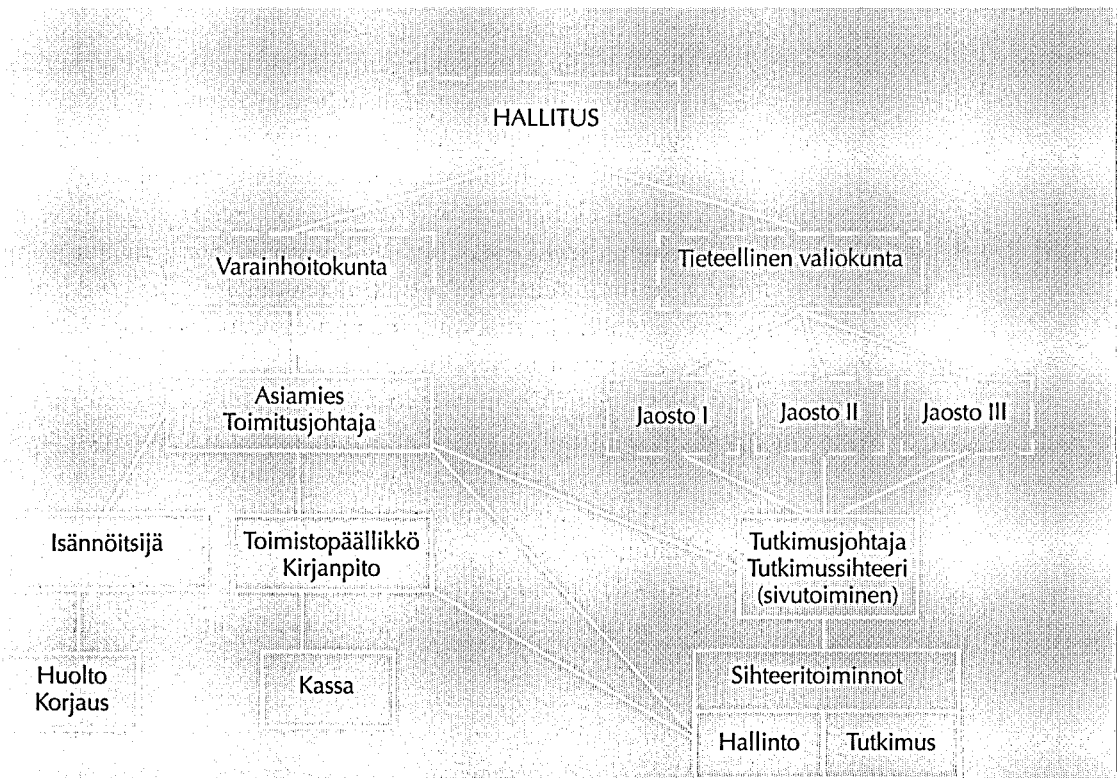 HALLITUS
Varainhoitokunta
Tieteellinen valiokunta
Asiamies
Toimitusjohtaja
Jaosto I
Jaosto II
Jaosto III
Isännöitsijä
Toimistopäällikkö
Kirjanpito
Tutkimusjohtaja
Tutkimussihteeri
(sivutoiminen)
Huolto
Korjaus
Kassa
Sihteeritoiminnot
Hallinto
Tutkimus